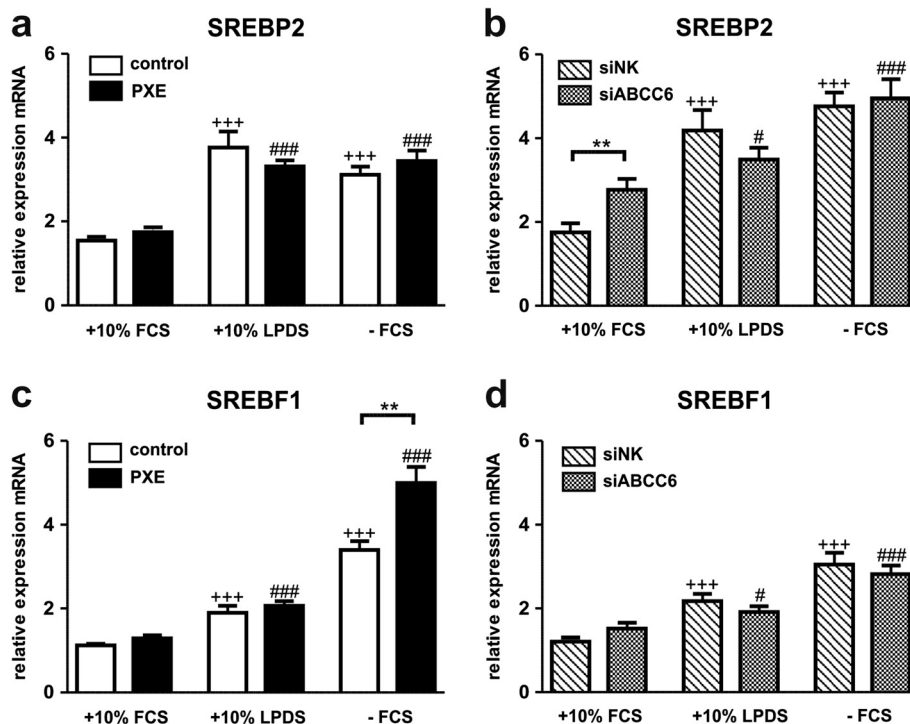 a
SREBP2
relative expression mRNA
6
4
2
0
control
PXE
+++
###
+++
###
+10% FCS
+10% LPDS
- FCS
b
SREBP2
relative expression mRNA
6
4
2
0
siNK
siABCC6
**
+++
#
+++
###
+10% FCS
+10% LPDS
- FCS
c
SREBF1
relative expression mRNA
6
4
2
0
control
PXE
+++
###
+++
**
###
+10% FCS
+10% LPDS
- FCS
d
SREBF1
relative expression mRNA
6
4
2
0
siNK
siABCC6
+++
#
+++
###
+10% FCS
+10% LPDS
- FCS